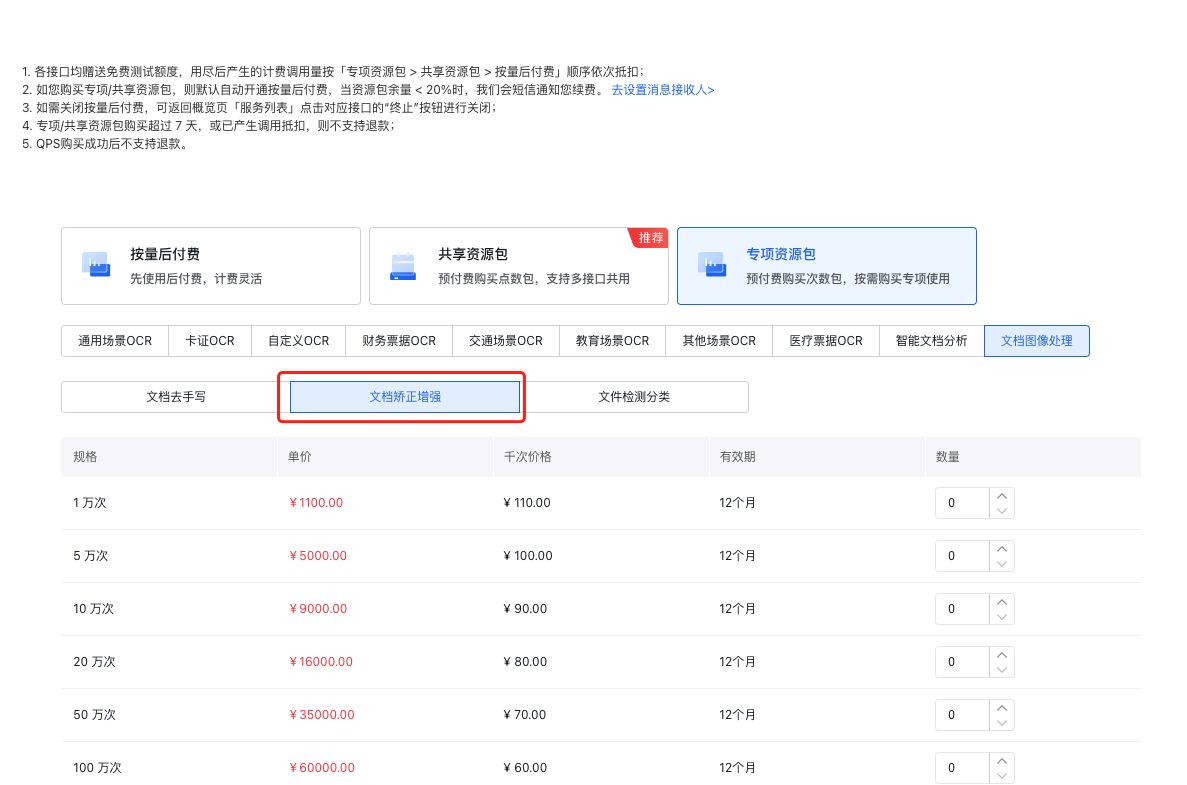 1. 各接口均赠送免费测试额度，用尽后产生的计费调用量按「专项资源包 > 共享资源包 > 按量后付费」顺序依次抵扣；
2. 如您购买专项/共享资源包，则默认自动开通按量后付费，当资源包余量 < 20%时，我们会短信通知您续费。 去设置消息接收人>
3. 如需关闭按量后付费，可返回概览页「服务列表」点击对应接口的“终止”按钮进行关闭；
4. 专项/共享资源包购买超过 7 天，或已产生调用抵扣，则不支持退款；
5. QPS购买成功后不支持退款。
按量后付费
先使用后付费，计费灵活
推荐
共享资源包
预付费购买点数包，支持多接口共用
专项资源包
预付费购买次数包，按需购买专项使用
通用场景OCR 卡证OCR 自定义OCR 财务票据OCR 交通场景OCR 教育场景OCR 其他场景OCR 医疗票据OCR 智能文档分析 文档图像处理
文档去手写 文档矫正增强 文件检测分类
规格 单价 千次价格 有效期 数量
1 万次 ¥1100.00 ¥ 110.00 12个月 0
5 万次 ¥5000.00 ¥ 100.00 12个月 0
10 万次 ¥9000.00 ¥ 90.00 12个月 0
20 万次 ¥16000.00 ¥ 80.00 12个月 0
50 万次 ¥35000.00 ¥ 70.00 12个月 0
100 万次 ¥60000.00 ¥ 60.00 12个月 0